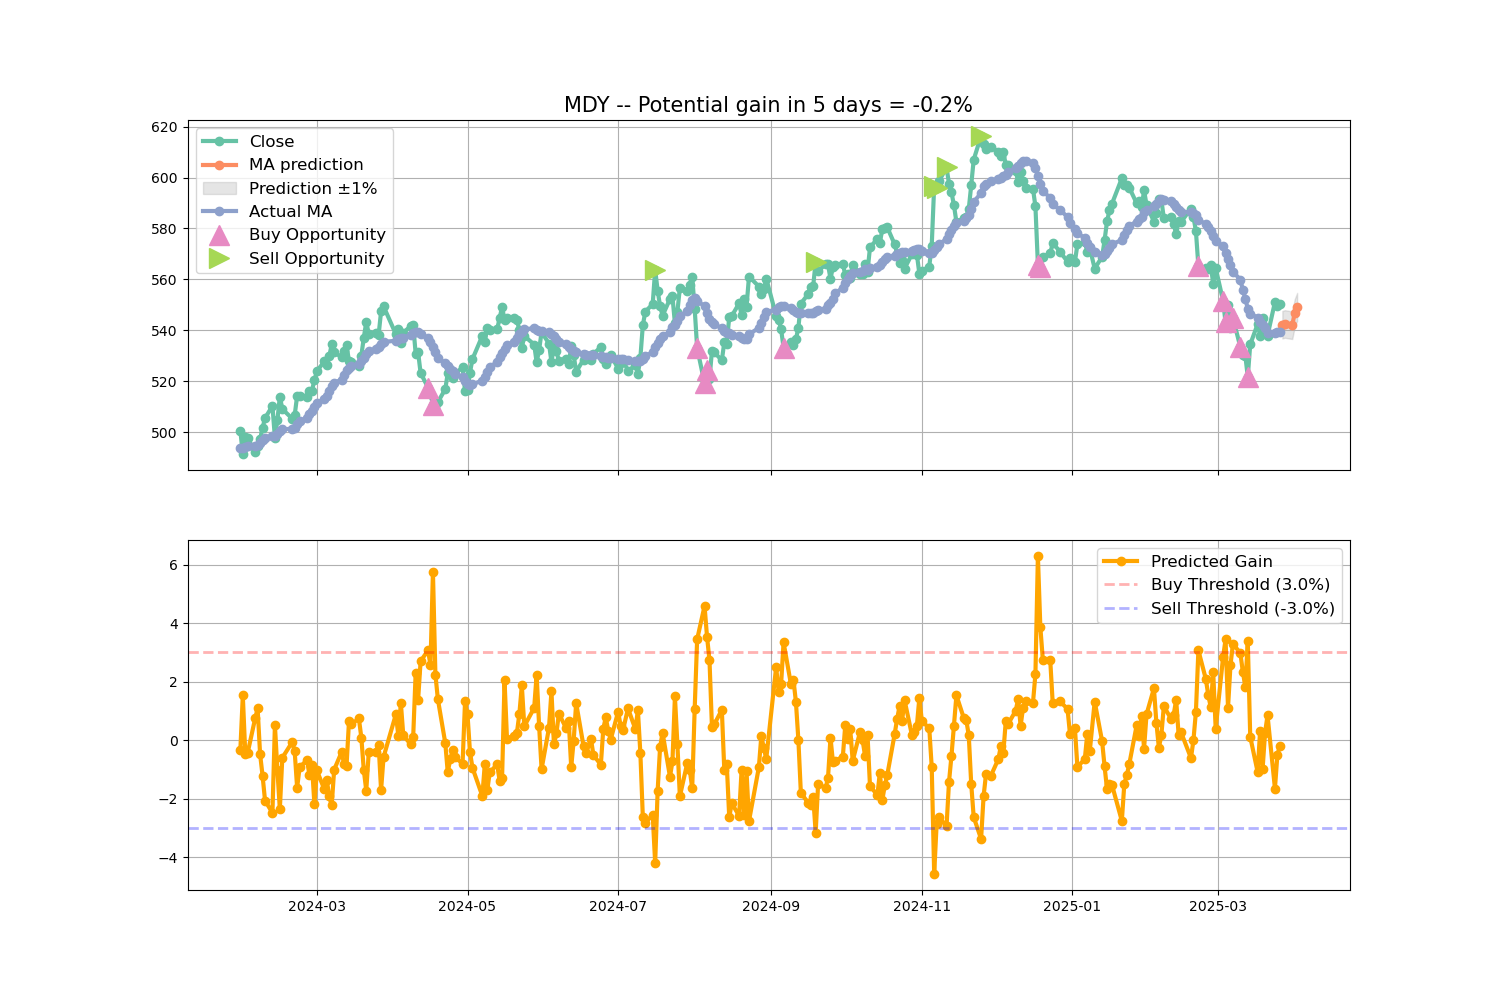 MDY -- Potential gain in 5 days = -0.2%
620
600
580
560
540
520
500
Close
MA prediction
Prediction ±1%
Actual MA
Buy Opportunity
Sell Opportunity
6
4
2
0
−2
−4
Predicted Gain
Buy Threshold (3.0%)
Sell Threshold (-3.0%)
2024-03
2024-05
2024-07
2024-09
2024-11
2025-01
2025-03